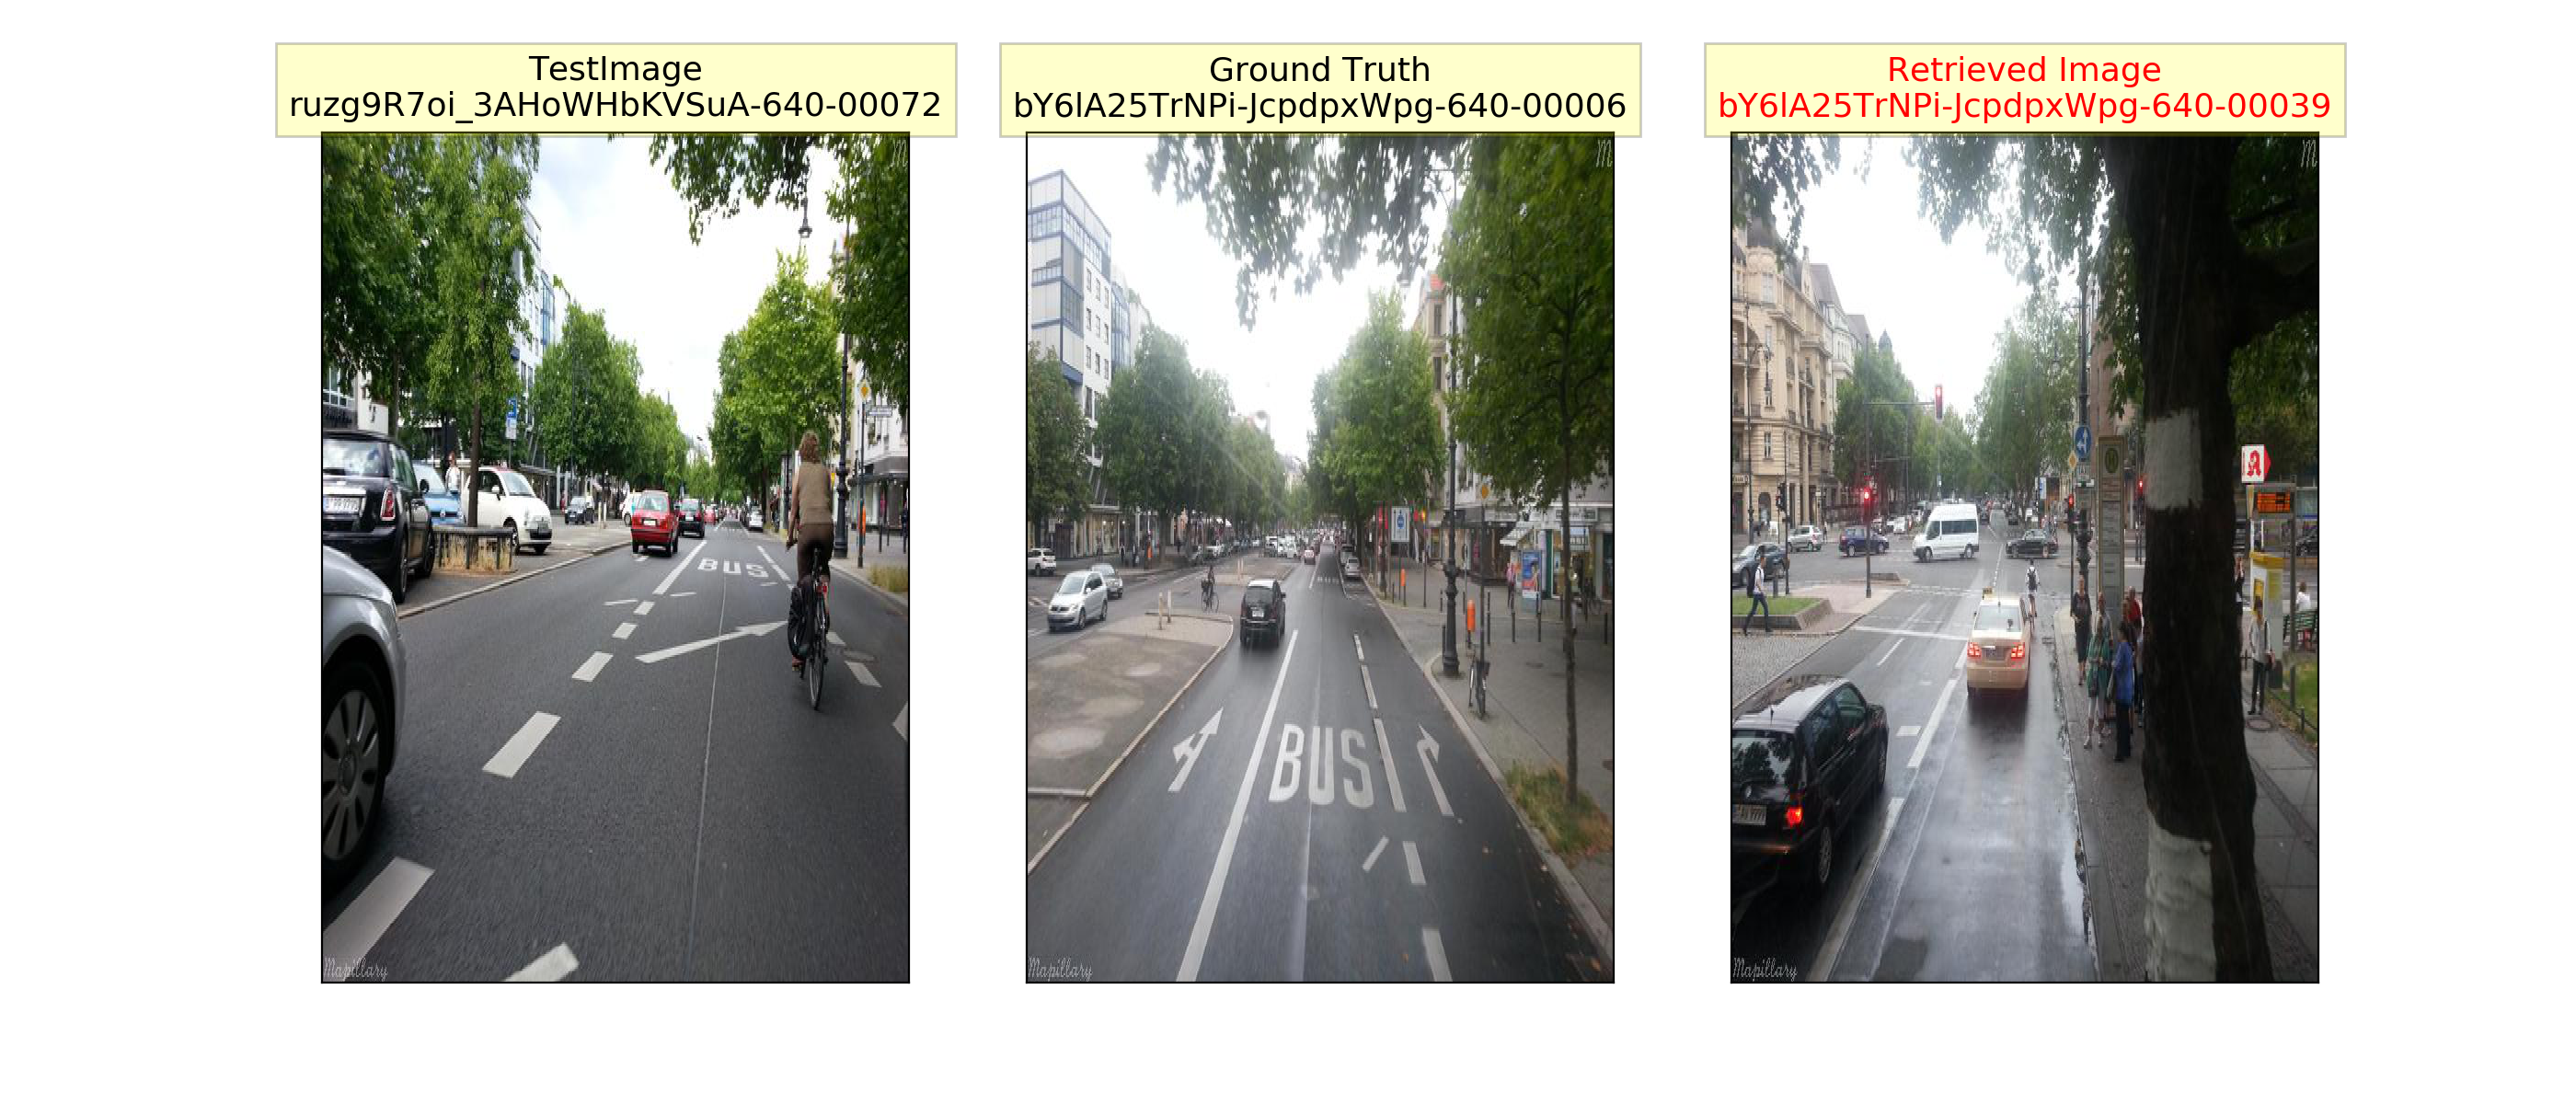 TestImage
ruzg9R7oi_3AHoWHbKVSuA-640-00072
Ground Truth
bY6lA25TrNPi-JcpdpxWpg-640-00006
Retrieved Image
bY6lA25TrNPi-JcpdpxWpg-640-00039
M
M
M
BUS
BUS
A
Mapillary
Mapillary
Mapillary